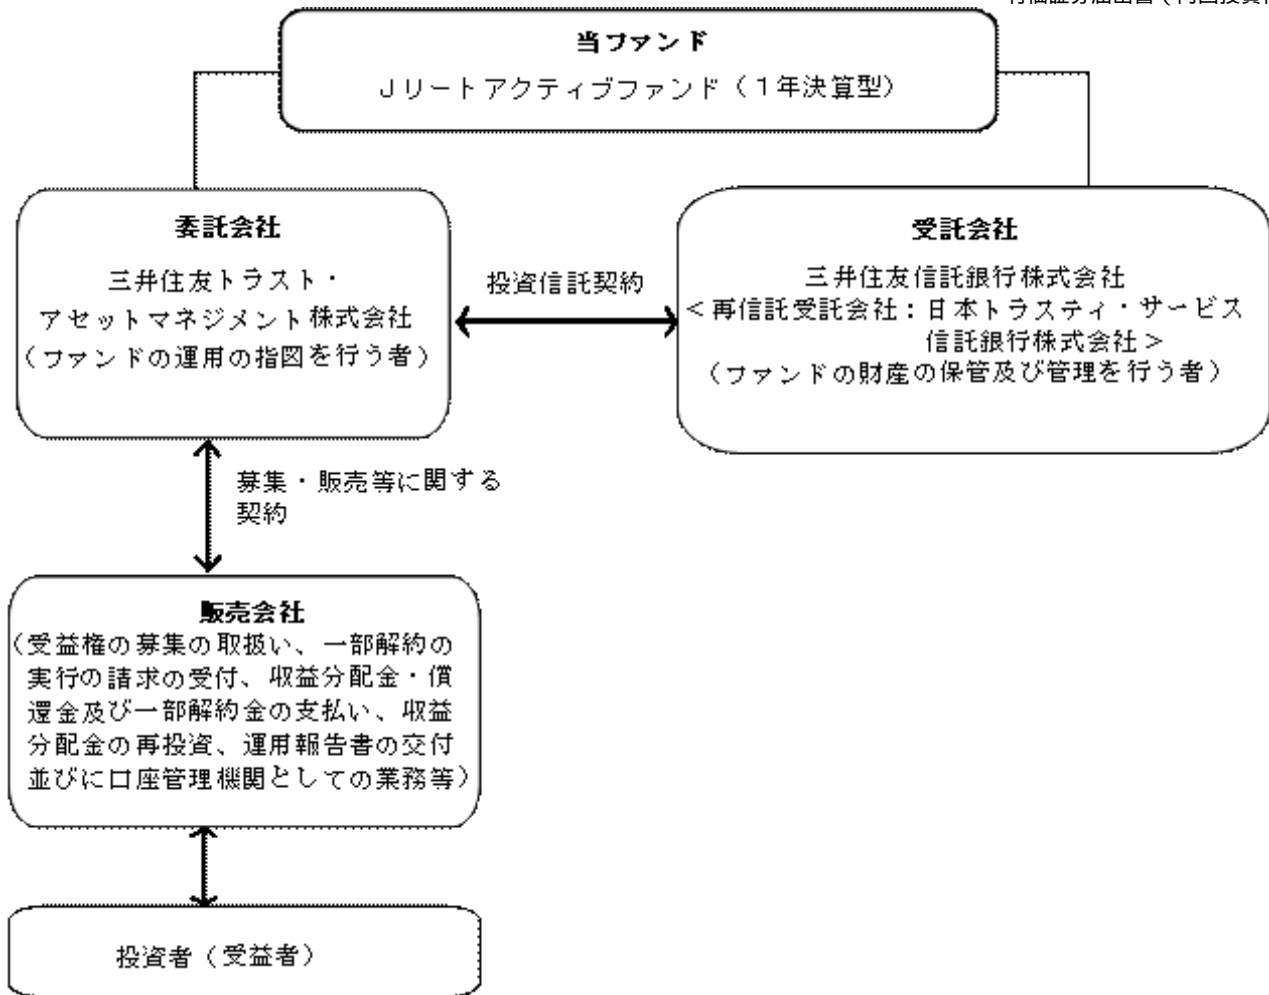 当ファンド
Jリートアクティブファンド（１年決算型）
委託会社
三井住友トラスト・
アセットマネジメント株式会社
（ファンドの運用の指図を行う者）
投資信託契約
受託会社
三井住友信託銀行株式会社
＜再信託受託会社：日本トラスティ・サービス
信託銀行株式会社＞
（ファンドの財産の保管及び管理を行う者）
募集・販売等に関する
契約
販売会社
（受益権の募集の取扱い、一部解約の
実行の請求の受付、収益分配金・償
還金及び一部解約金の支払い、収益
分配金の再投資、運用報告書の交付
並びに口座管理機関としての業務等）
投資者（受益者）